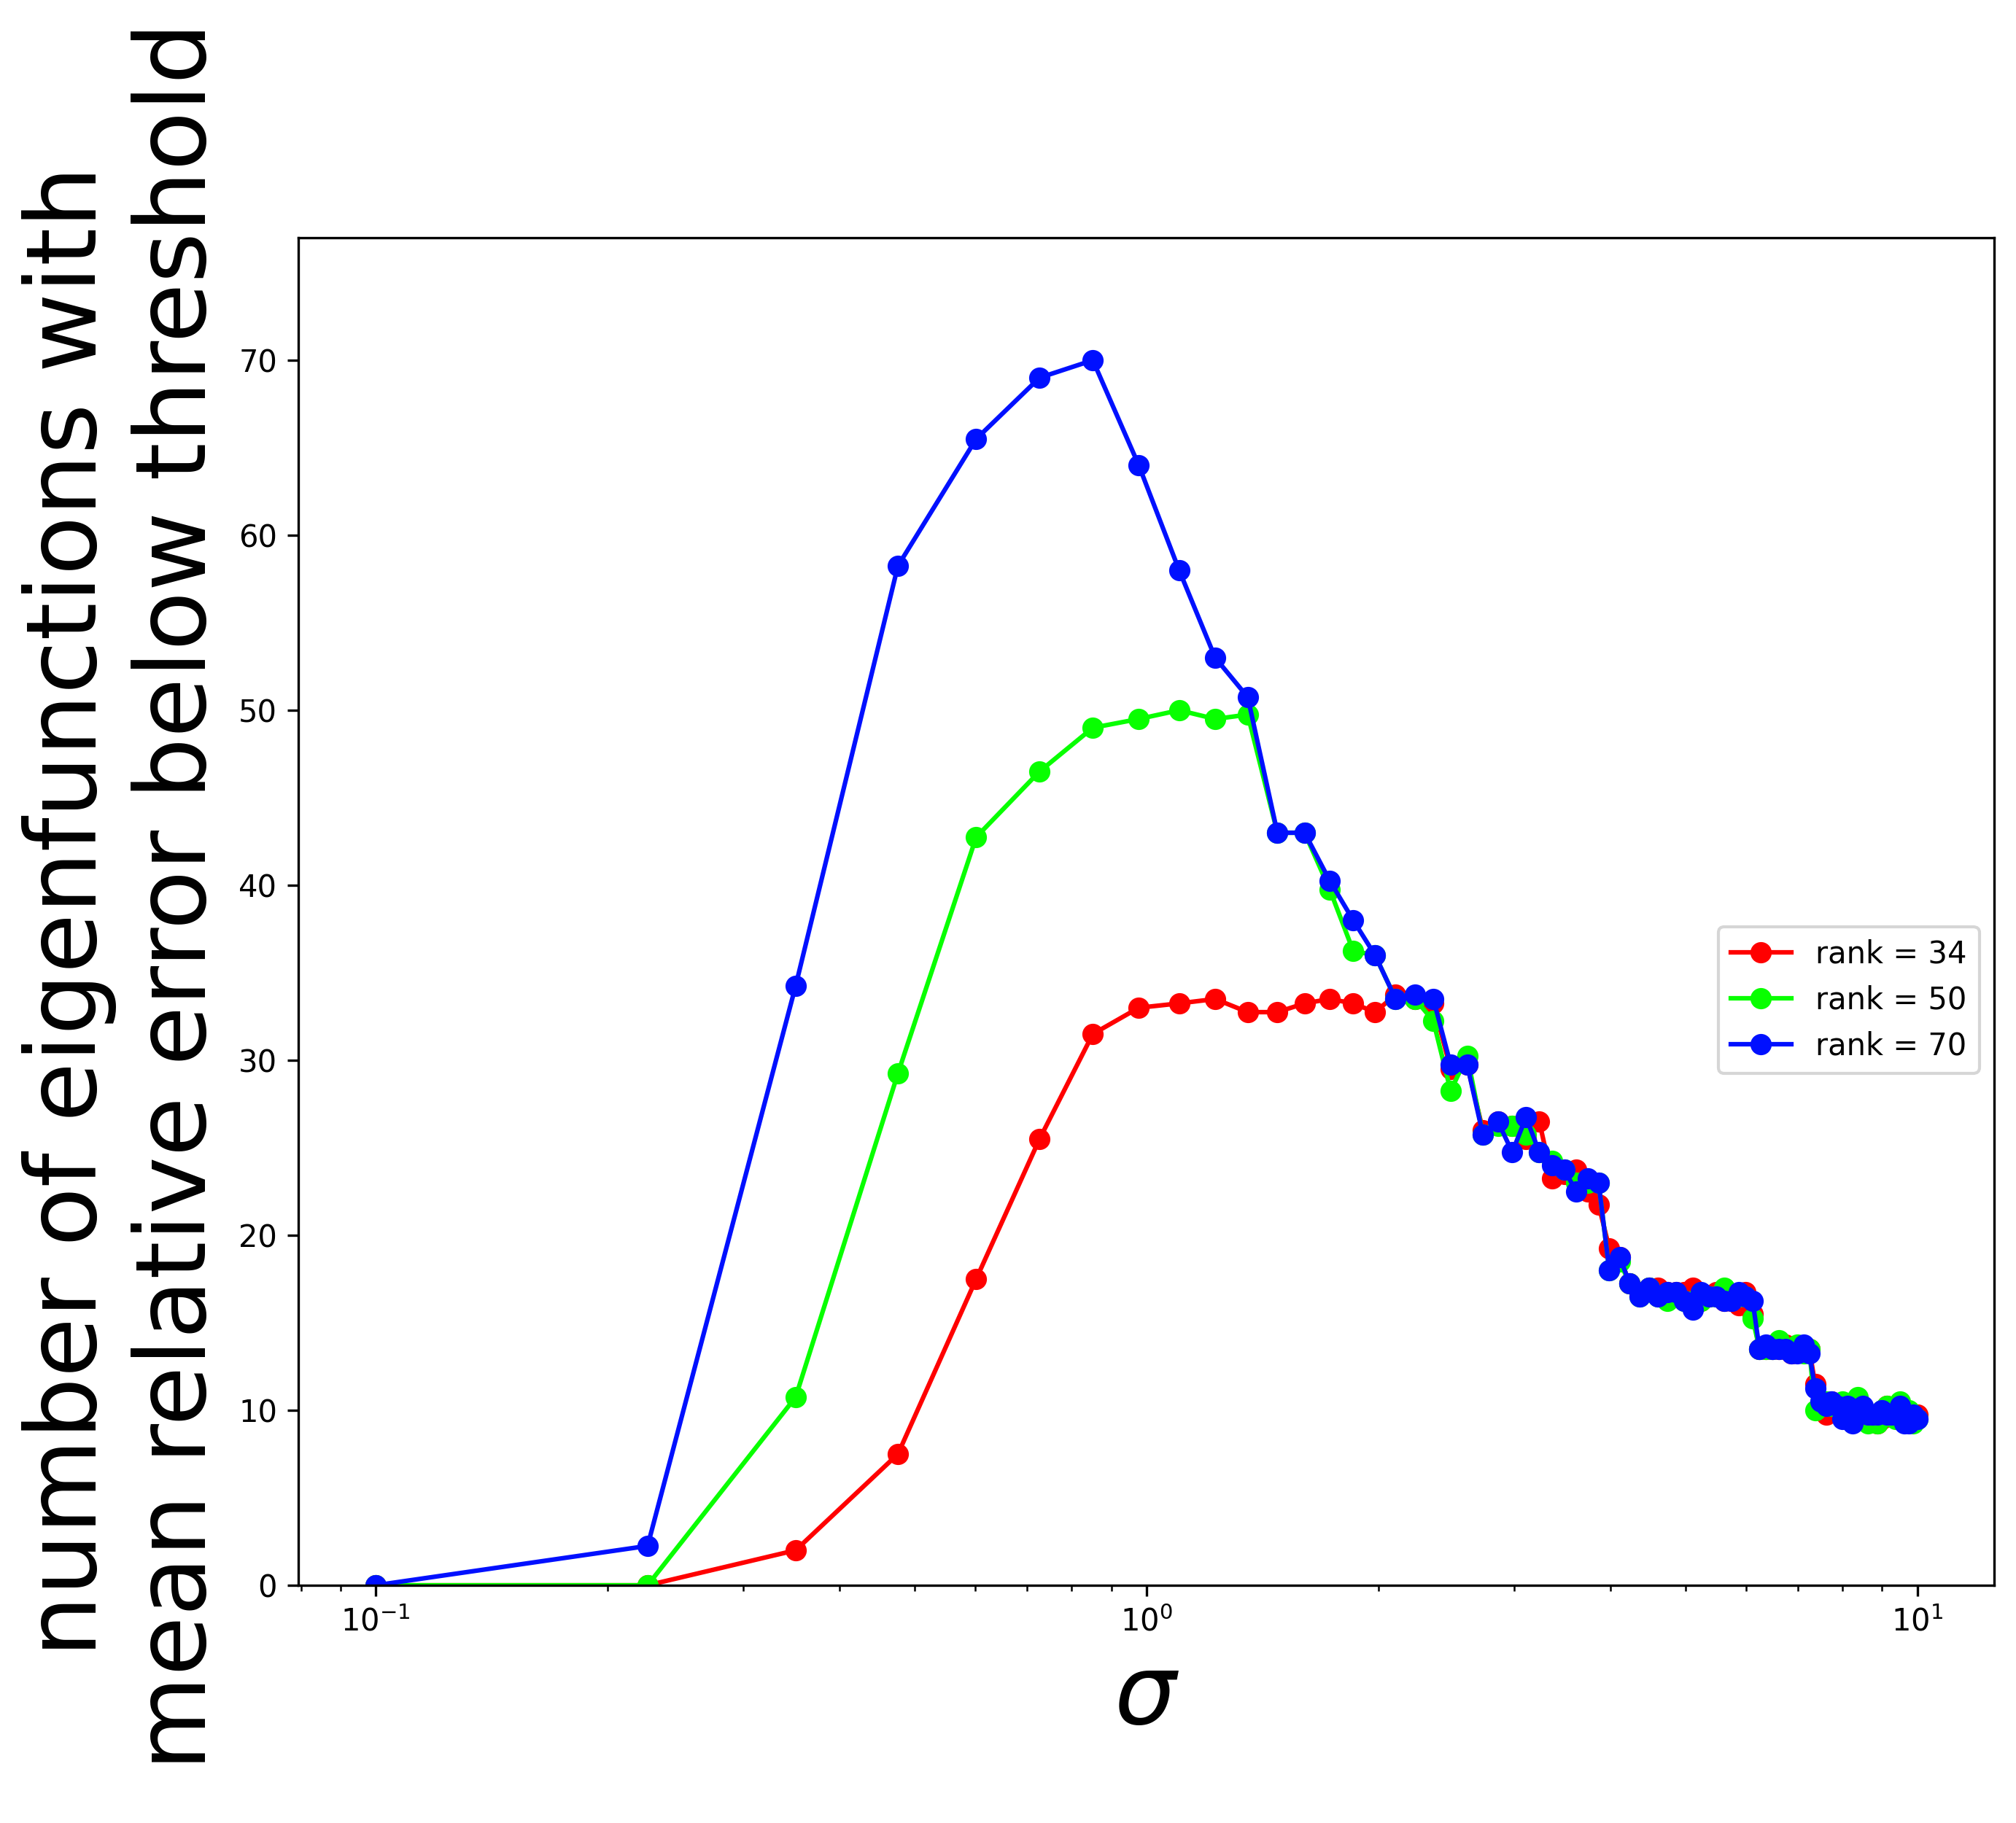 number of eigenfunctions with
mean relative error below threshold
70
60
50
40
30
20
10
0
10⁻¹
10⁰
10¹
σ
rank = 34
rank = 50
rank = 70